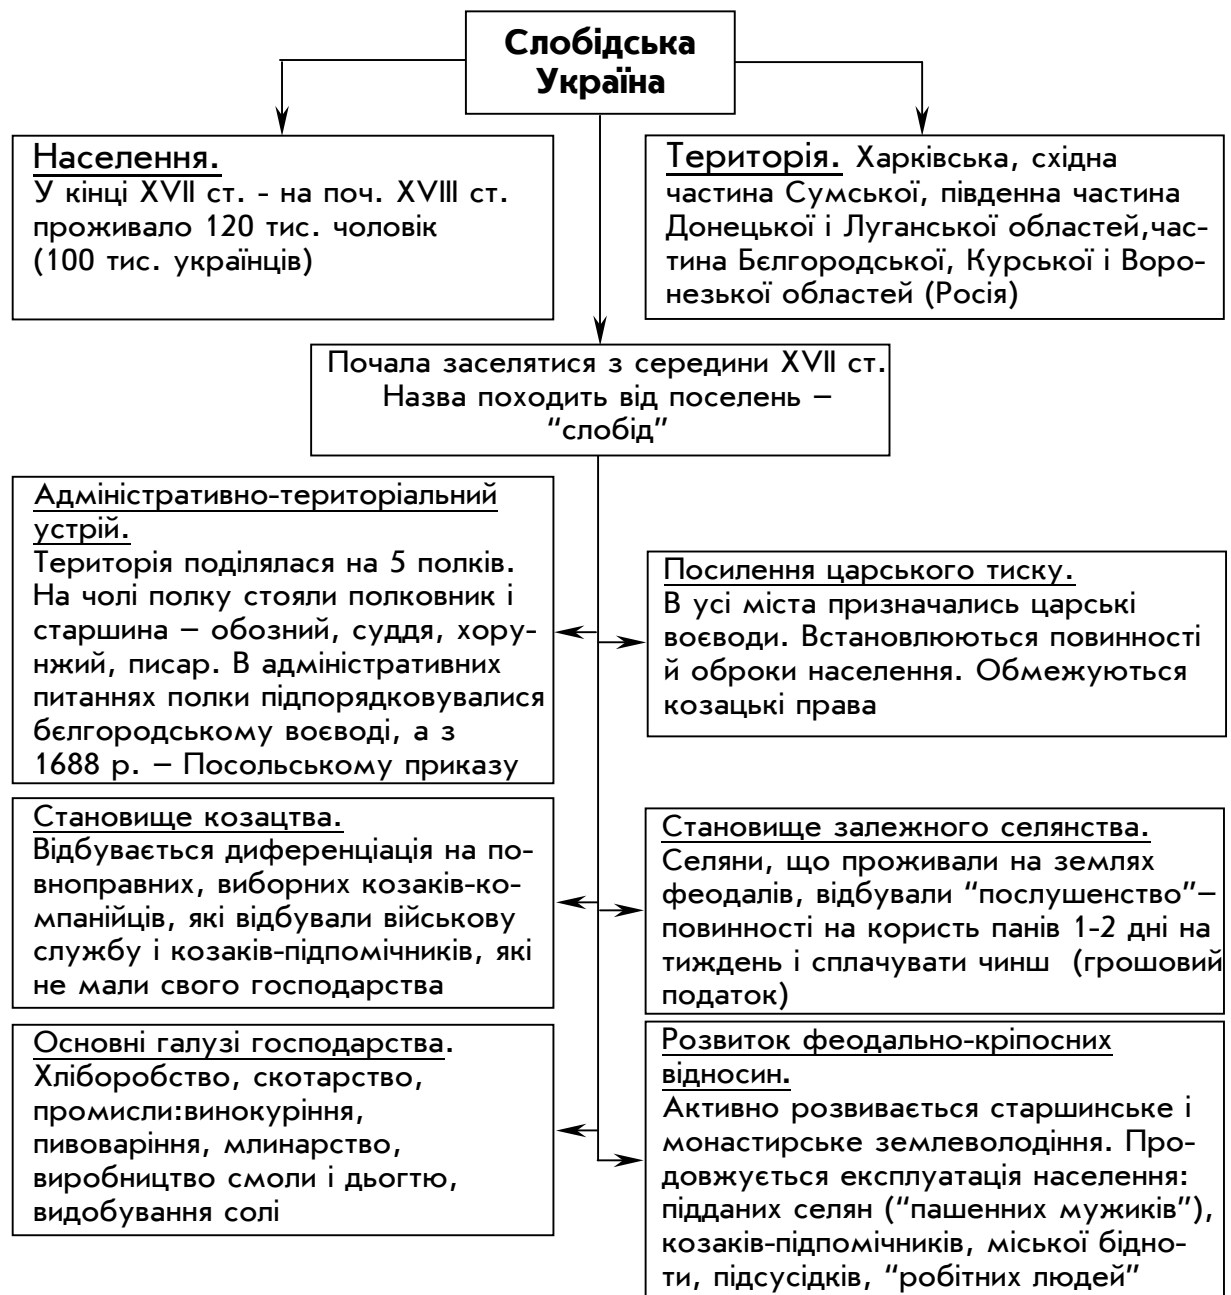 Слобідська
Україна
Населення.
У кінці XVII ст. - на поч. XVIII ст.
проживало 120 тис. чоловік
(100 тис. українців)
Територія. Харківська, східна
частина Сумської, південна частина
Донецької і Луганської областей,час-
тина Бєлгородської, Курської і Воро-
незької областей (Росія)
Почала заселятися з середини XVII ст.
Назва походить від поселень –
“слобід”
Адміністративно-територіальний
устрій.
Територія поділялася на 5 полків.
На чолі полку стояли полковник і
старшина – обозний, суддя, хору-
нжий, писар. В адміністративних
питаннях полки підпорядковувалися
бєлгородському воєводі, а з
1688 р. – Посольському приказу
Посилення царського тиску.
В усі міста призначались царські
воєводи. Встановлюються повинності
й оброки населення. Обмежуються
козацькі права
Становище козацтва.
Відбувається диференціація на по-
вноправних, виборних козаків-ко-
мпанійців, які відбували військову
службу і козаків-підпомічників, які
не мали свого господарства
Становище залежного селянства.
Селяни, що проживали на землях
феодалів, відбували “послушенство”–
повинності на користь панів 1-2 дні на
тиждень і сплачувати чинш (грошовий
податок)
Основні галузі господарства.
Хліборобство, скотарство,
промисли:винокуріння,
пивоваріння, млинарство,
виробництво смоли і дьогтю,
видобування солі
Розвиток феодально-кріпосних
відносин.
Активно розвивається старшинське і
монастирське землеволодіння. Про-
довжується експлуатація населення:
підданих селян (“пашенних мужиків”),
козаків-підпомічників, міської бідно-
ти, підсусідків, “робітних людей”